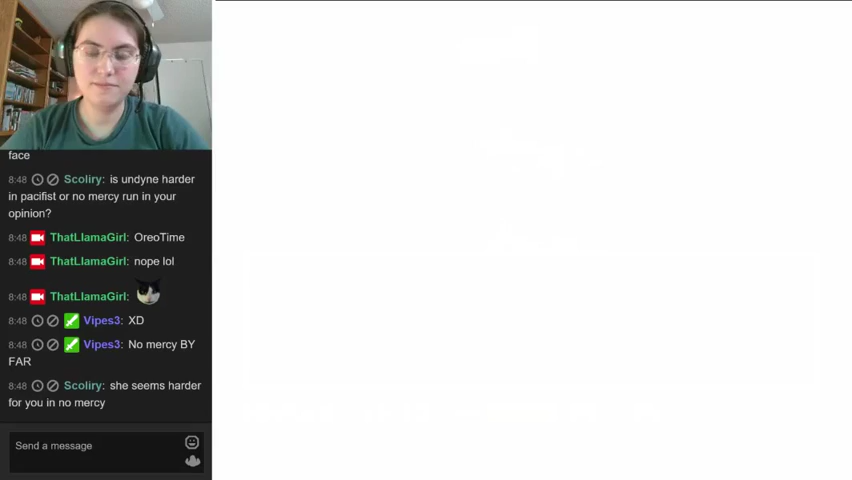 face
8:48 Scoliry: is undyne harder
in pacifist or no mercy run in your
opinion?
8:48 ThatLlamaGirl: OreoTime
8:48 ThatLlamaGirl: nope lol
8:48 ThatLlamaGirl:
8:48 Vipes3: XD
8:48 Vipes3: No mercy BY
FAR
8:48 Scoliry: she seems harder
for you in no mercy
Send a message